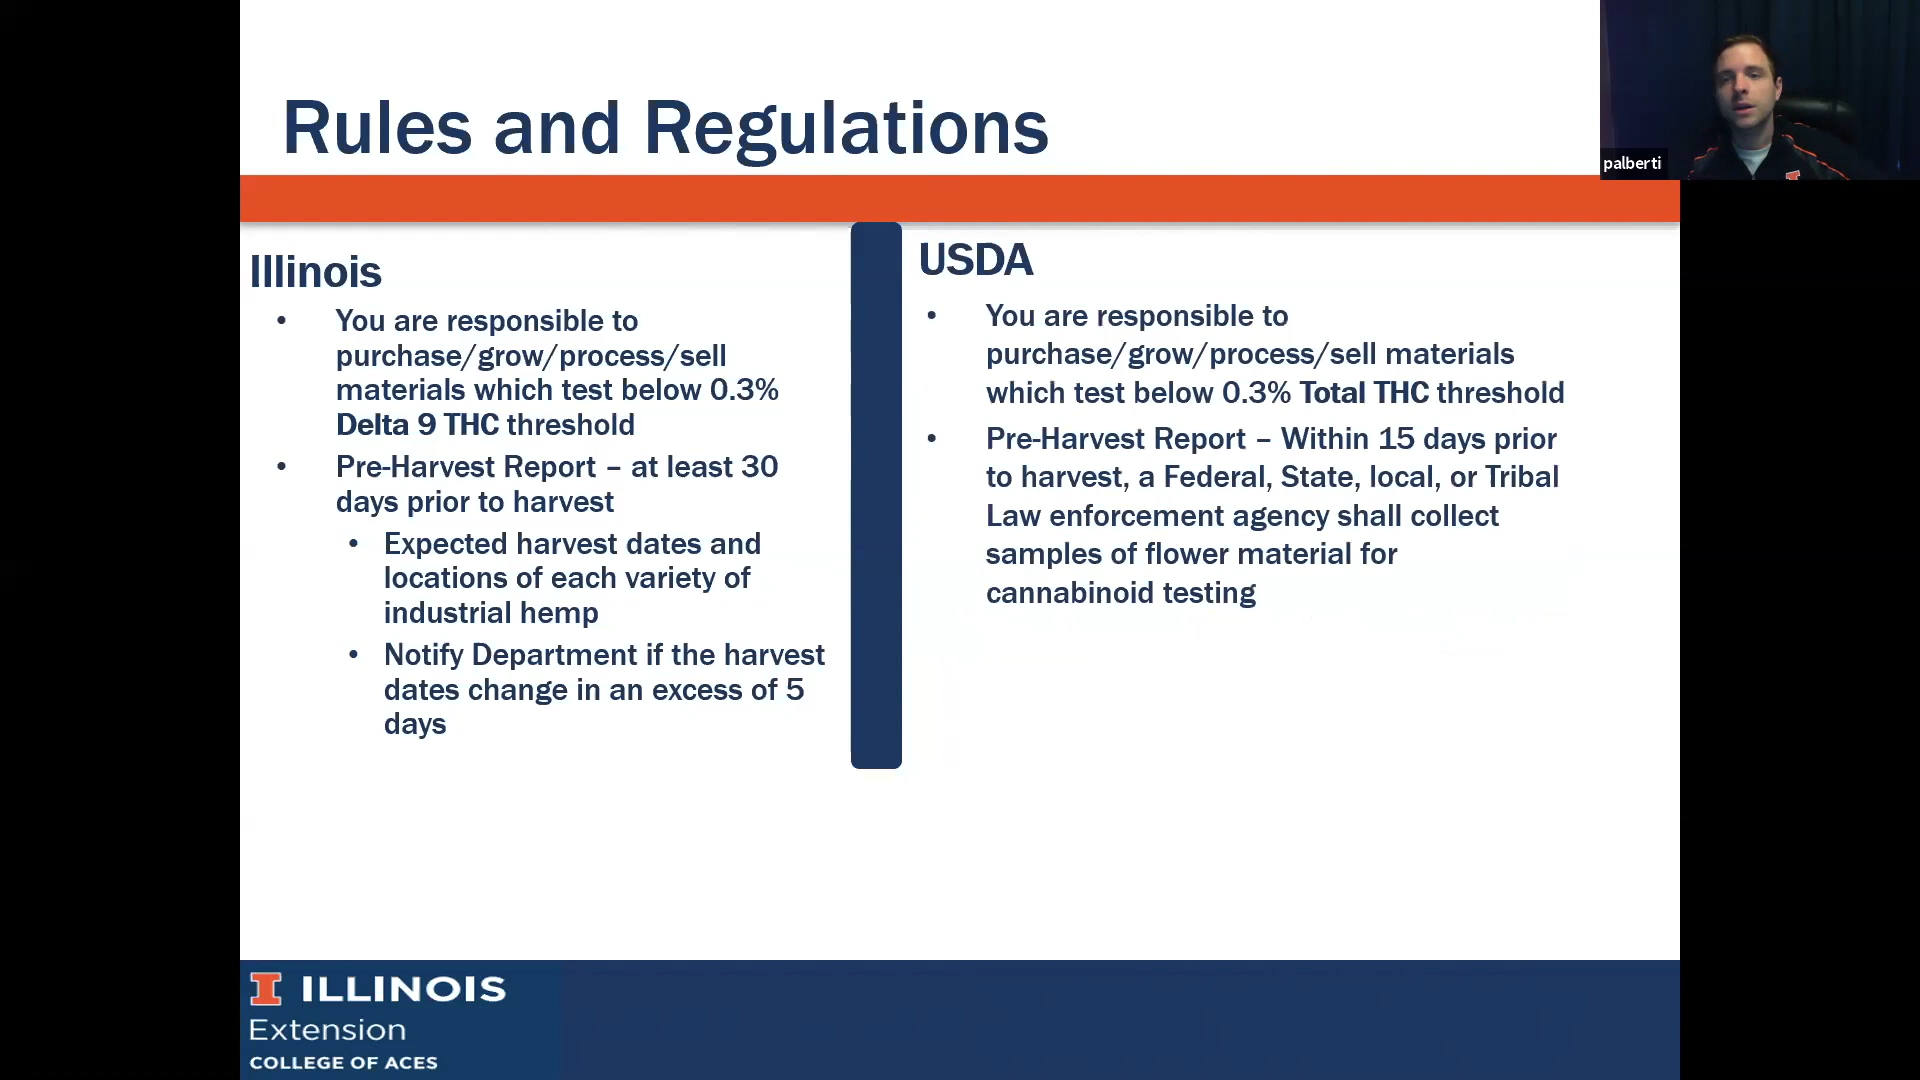 Rules and Regulations
palberti
Illinois
• You are responsible to
purchase/grow/process/sell
materials which test below 0.3%
Delta 9 THC threshold
• Pre-Harvest Report – at least 30
days prior to harvest
• Expected harvest dates and
locations of each variety of
industrial hemp
• Notify Department if the harvest
dates change in an excess of 5
days
USDA
• You are responsible to
purchase/grow/process/sell materials
which test below 0.3% Total THC threshold
• Pre-Harvest Report – Within 15 days prior
to harvest, a Federal, State, local, or Tribal
Law enforcement agency shall collect
samples of flower material for
cannabinoid testing
I ILLINOIS
Extension
COLLEGE OF ACES